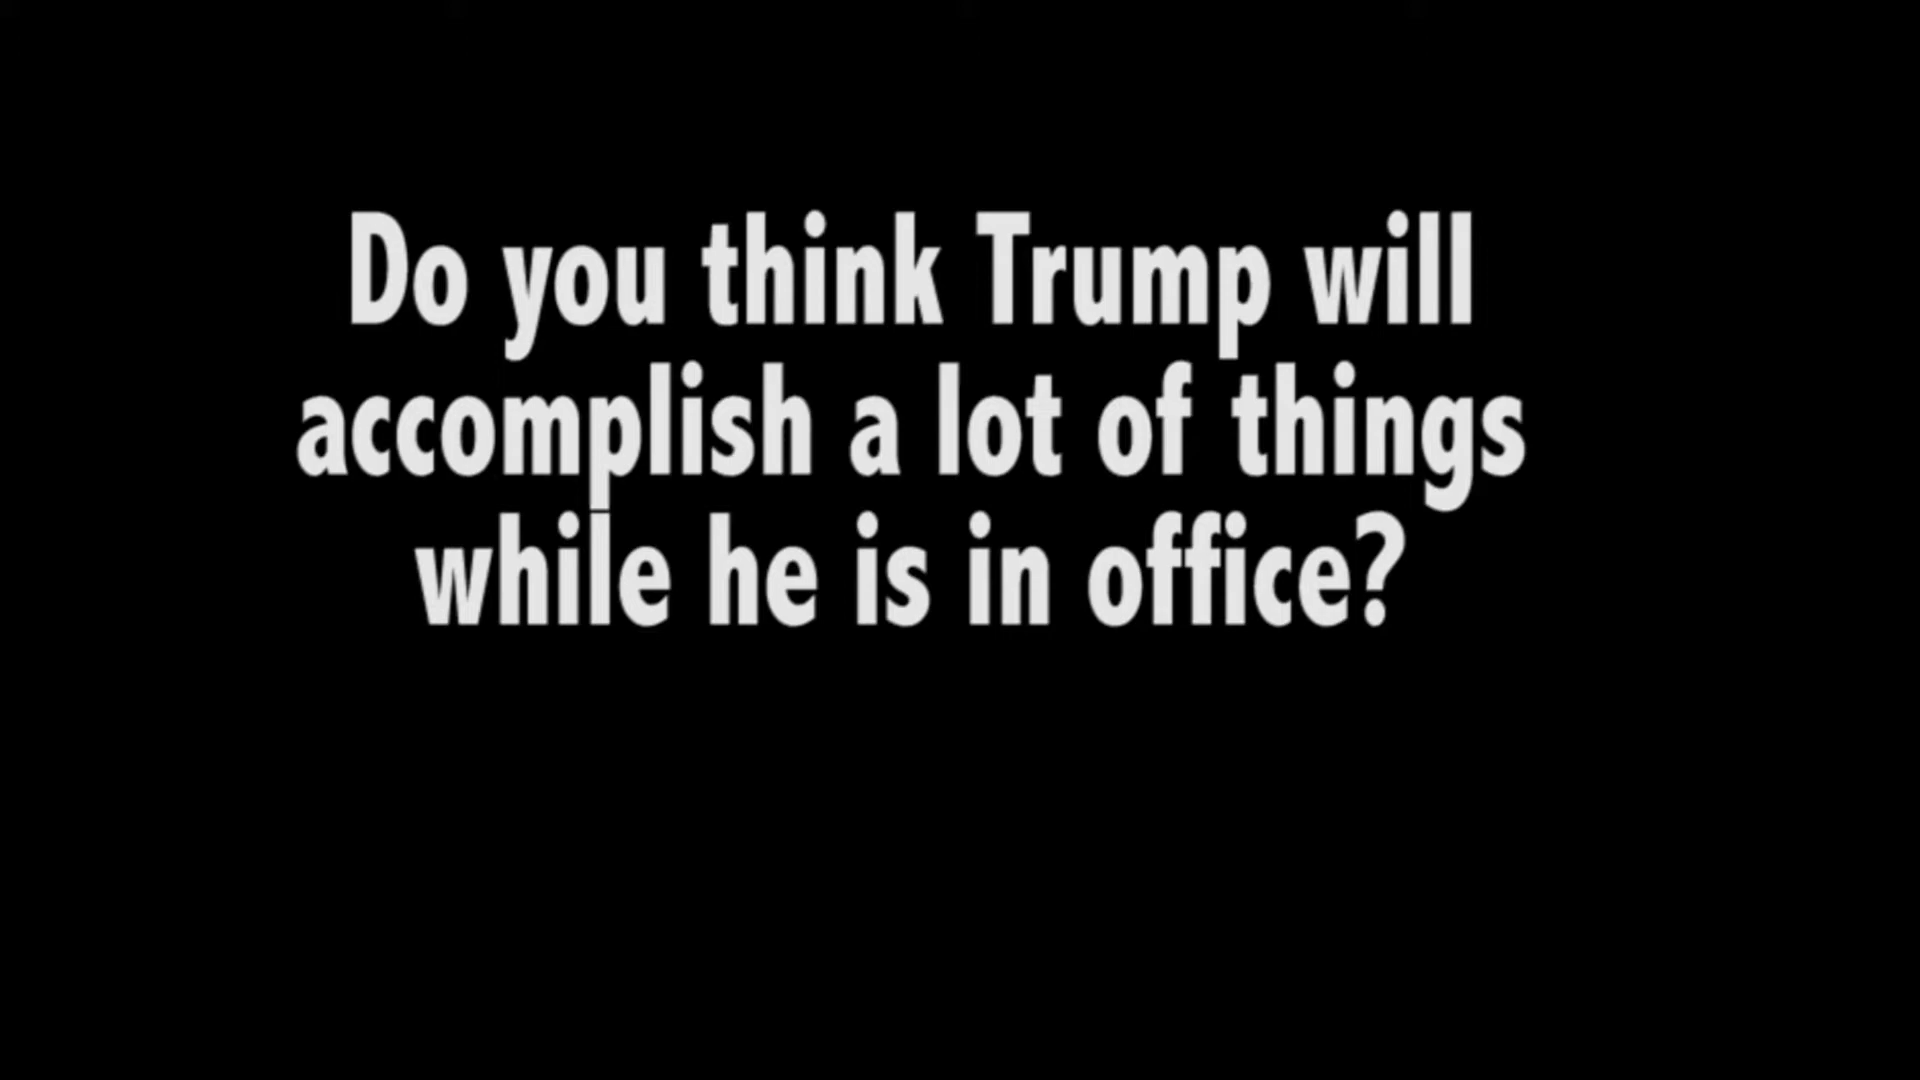 Do you think Trump will
accomplish a lot of things
while he is in office?